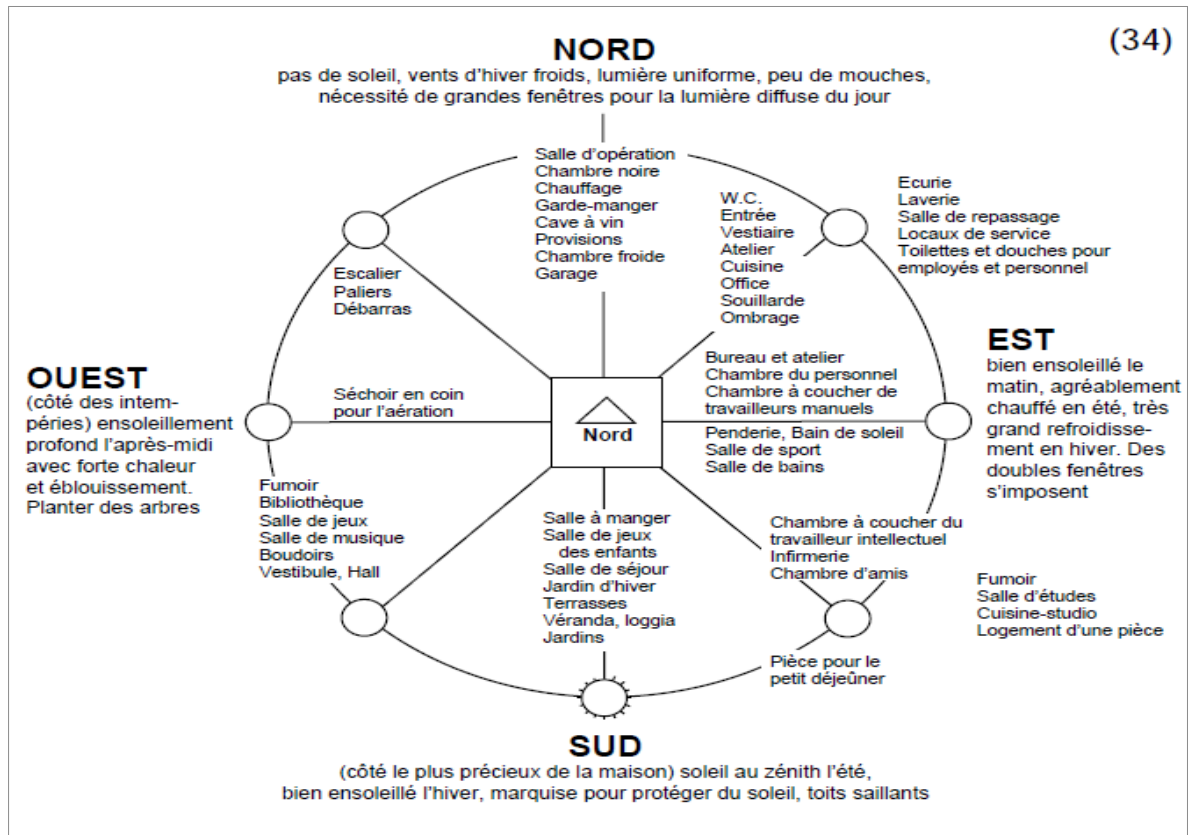 (34)
NORD
pas de soleil, vents d'hiver froids, lumière uniforme, peu de mouches,
nécessité de grandes fenêtres pour la lumière diffuse du jour
Salle d'opération
Chambre noire
Chauffage
Garde-manger
Cave à vin
Provisions
Chambre froide
Garage
W.C.
Entrée
Vestiaire
Atelier
Cuisine
Office
Souillarde
Ombrage
Ecurie
Laverie
Salle de repassage
Locaux de service
Toilettes et douches pour
employés et personnel
Escalier
Paliers
Débarras
EST
bien ensoleillé le
matin, agréablement
chauffé en été, très
grand refroidisse-
ment en hiver. Des
doubles fenêtres
s'imposent
Bureau et atelier
Chambre du personnel
Chambre à coucher de
travailleurs manuels
Penderie, Bain de soleil
Salle de sport
Salle de bains
OUEST
(côté des intem-
péries) ensoleillement
profond l'après-midi
avec forte chaleur
et éblouissement.
Planter des arbres
Séchoir en coin
pour l'aération
Nord
Fumoir
Bibliothèque
Salle de jeux
Salle de musique
Boudoirs
Vestibule, Hall
Salle à manger
Salle de jeux
des enfants
Salle de séjour
Jardin d'hiver
Terrasses
Véranda, loggia
Jardins
Chambre à coucher du
travailleur intellectuel
Infirmerie
Chambre d'amis
Fumoir
Salle d'études
Cuisine-studio
Logement d'une pièce
Pièce pour le
petit déjeûner
SUD
(côté le plus précieux de la maison) soleil au zénith l'été,
bien ensoleillé l'hiver, marquise pour protéger du soleil, toits saillants